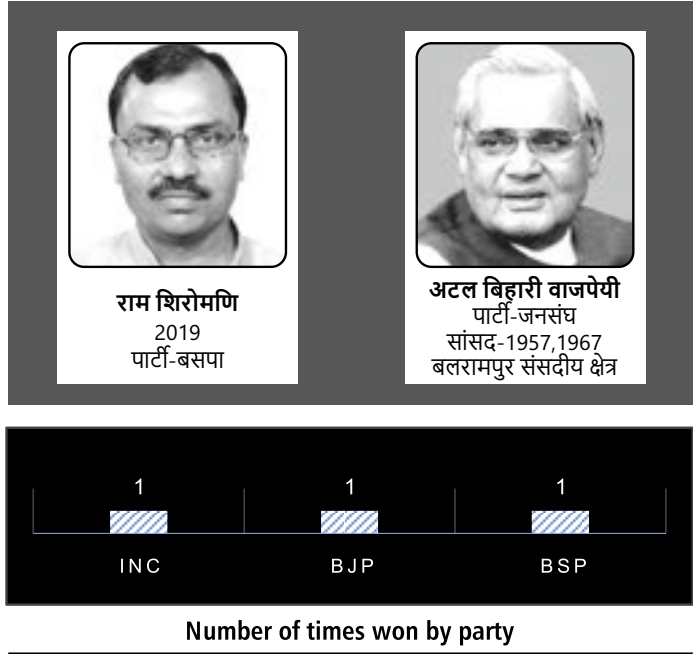 राम शिरोमणि
2019
पार्टी-बसपा
अटल बिहारी वाजपेयी
पार्टी-जनसंघ
सांसद-1957,1967
बलरामपुर संसदीय क्षेत्र
1 1 1
INC BJP BSP
Number of times won by party